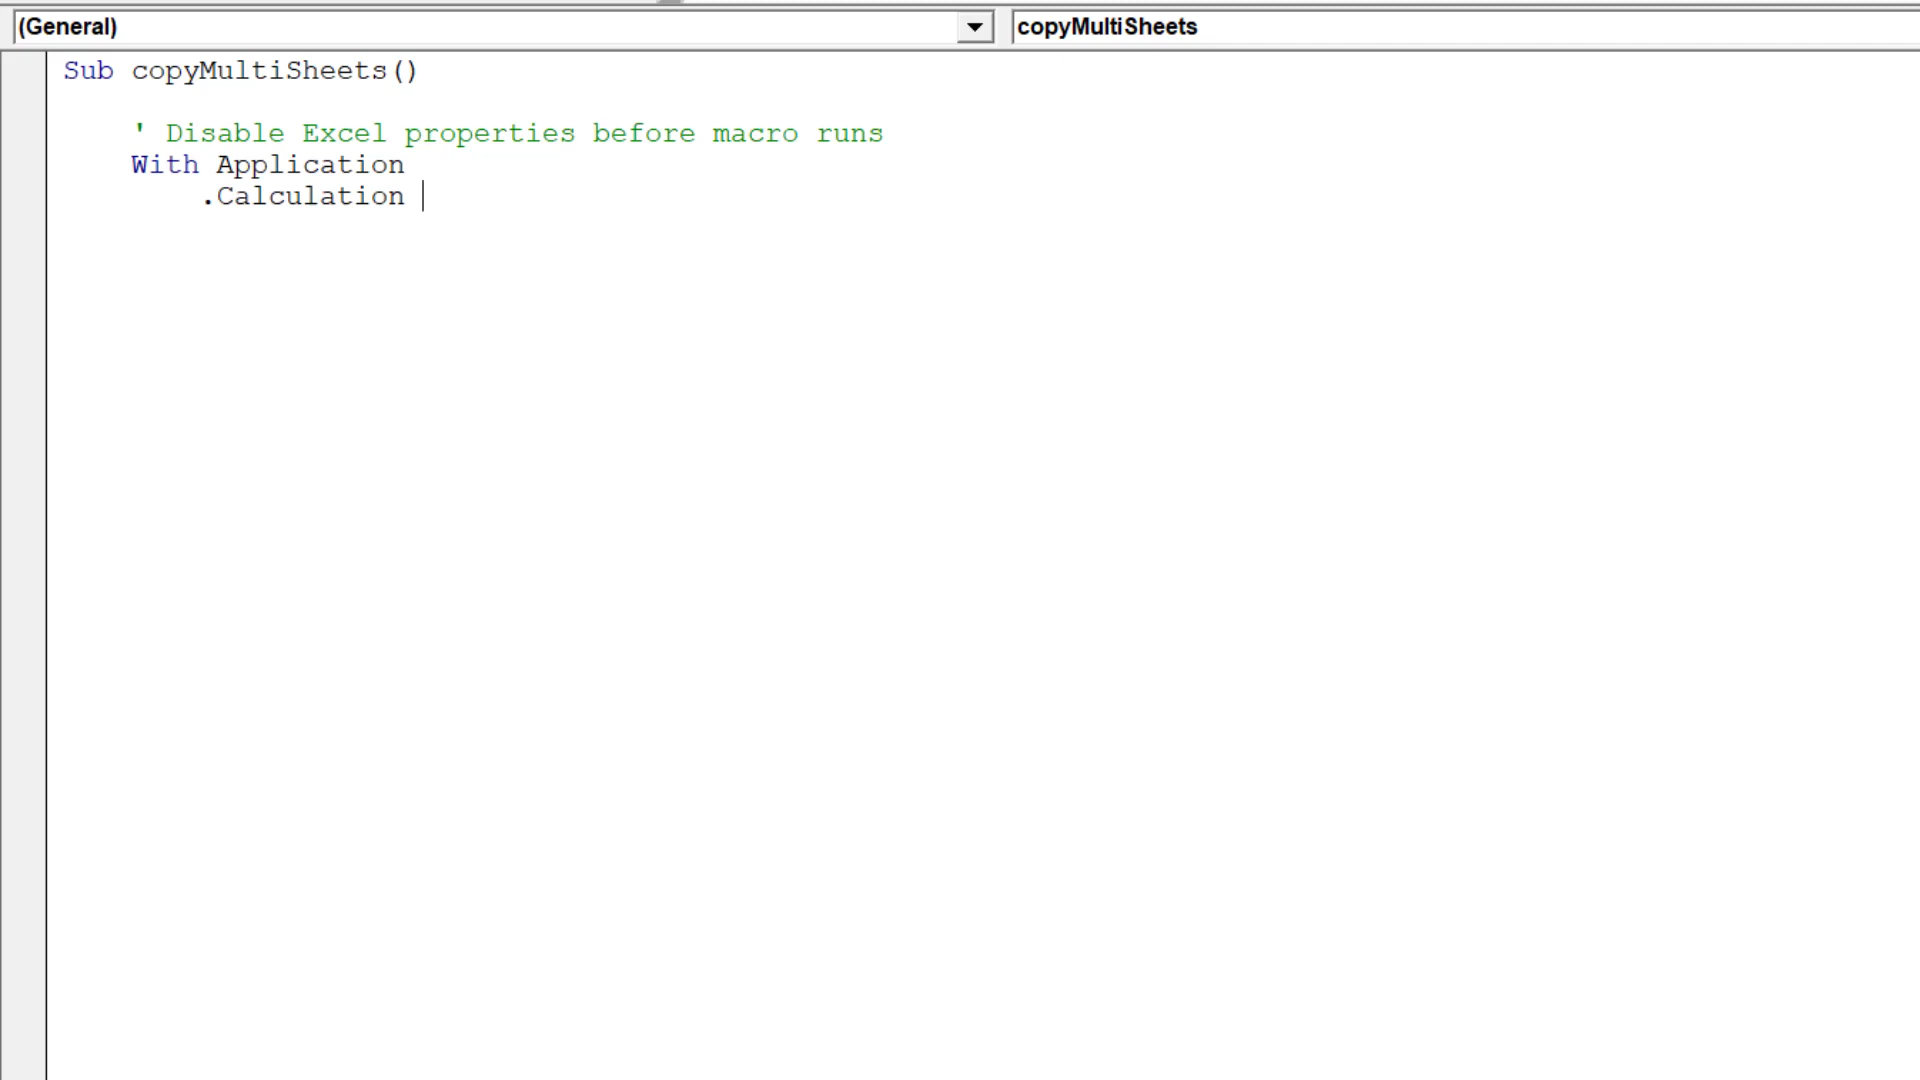 (General)
copyMultiSheets
Sub copyMultiSheets()
' Disable Excel properties before macro runs
With Application
.Calculation